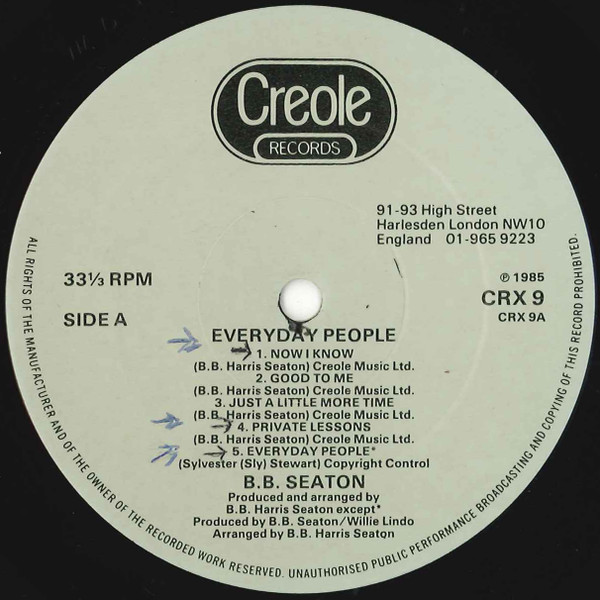 Creole
RECORDS
91-93 High Street
Harlesden London NW10
England 01-965 9223
33⅓ RPM
SIDE A
℗ 1985
CRX 9
CRX 9A
EVERYDAY PEOPLE
1. NOW I KNOW
(B.B. Harris Seaton) Creole Music Ltd.
2. GOOD TO ME
(B.B. Harris Seaton) Creole Music Ltd.
3. JUST A LITTLE MORE TIME
(B.B. Harris Seaton) Creole Music Ltd.
4. PRIVATE LESSONS
(B.B. Harris Seaton) Creole Music Ltd.
5. EVERYDAY PEOPLE*
(Sylvester (Sly) Stewart) Copyright Control
B.B. SEATON
Produced and arranged by
B.B. Harris Seaton except*
Produced by B.B. Seaton/Willie Lindo
Arranged by B.B. Harris Seaton
ALL RIGHTS OF THE MANUFACTURER AND OF THE OWNER OF THE RECORDED WORK RESERVED. UNAUTHORISED PUBLIC PERFORMANCE BROADCASTING AND COPYING OF THIS RECORD PROHIBITED.